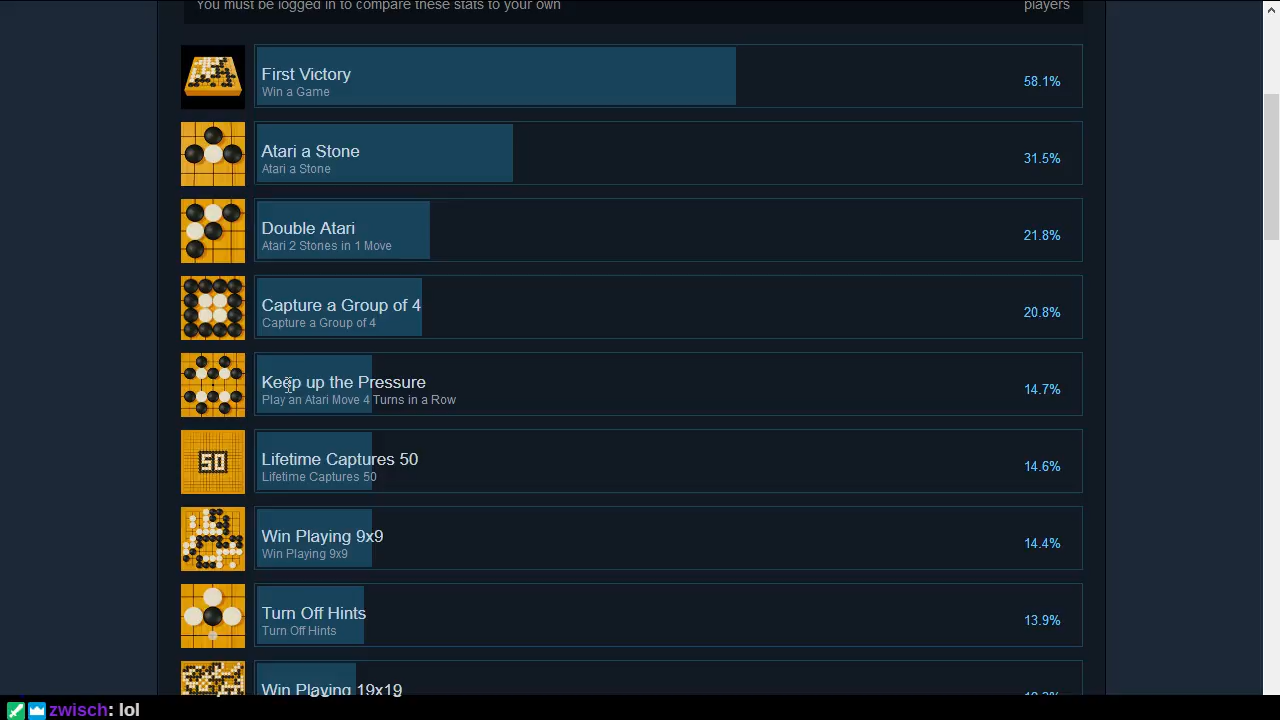 You must be logged in to compare these stats to your own
players
First Victory
Win a Game
58.1%
Atari a Stone
Atari a Stone
31.5%
Double Atari
Atari 2 Stones in 1 Move
21.8%
Capture a Group of 4
Capture a Group of 4
20.8%
Keep up the Pressure
Play an Atari Move 4 Turns in a Row
14.7%
50
Lifetime Captures 50
Lifetime Captures 50
14.6%
Win Playing 9x9
Win Playing 9x9
14.4%
Turn Off Hints
Turn Off Hints
13.9%
Win Playing 19x19
zwisch: lol